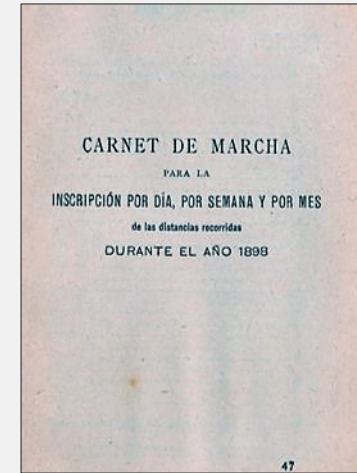 CARNET DE MARCHA
PARA LA
INSCRIPCIÓN POR DÍA, POR SEMANA Y POR MES
de las distancias recorridas
DURANTE EL AÑO 1898
47